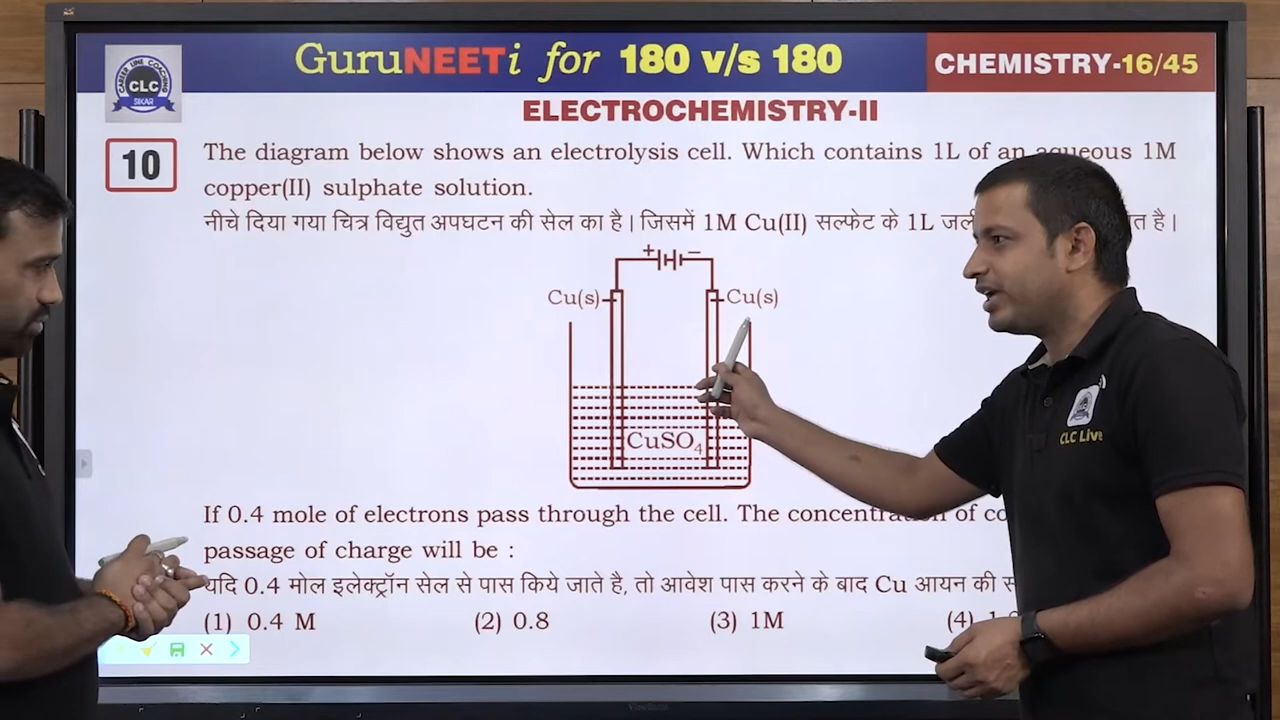 GuruNEETi for 180 v/s 180
CHEMISTRY-16/45
CAREER LINE COACHING
CLC
SIKAR
ELECTROCHEMISTRY-II
10
The diagram below shows an electrolysis cell. Which contains 1L of an aqueous 1M
copper(II) sulphate solution.
नीचे दिया गया चित्र विद्युत अपघटन की सेल का है। जिसमें 1M Cu(II) सल्फेट के 1L है।
+ −
Cu(s) Cu(s)
CuSO4
CLC Live
If 0.4 mole of electrons pass through the cell. The concentration of
passage of charge will be :
यदि 0.4 मोल इलेक्ट्रॉन सेल से पास किये जाते है, तो आवेश पास करने के बाद Cu आयन की
(1) 0.4 M (2) 0.8 (3) 1M (4)
ViewSonic